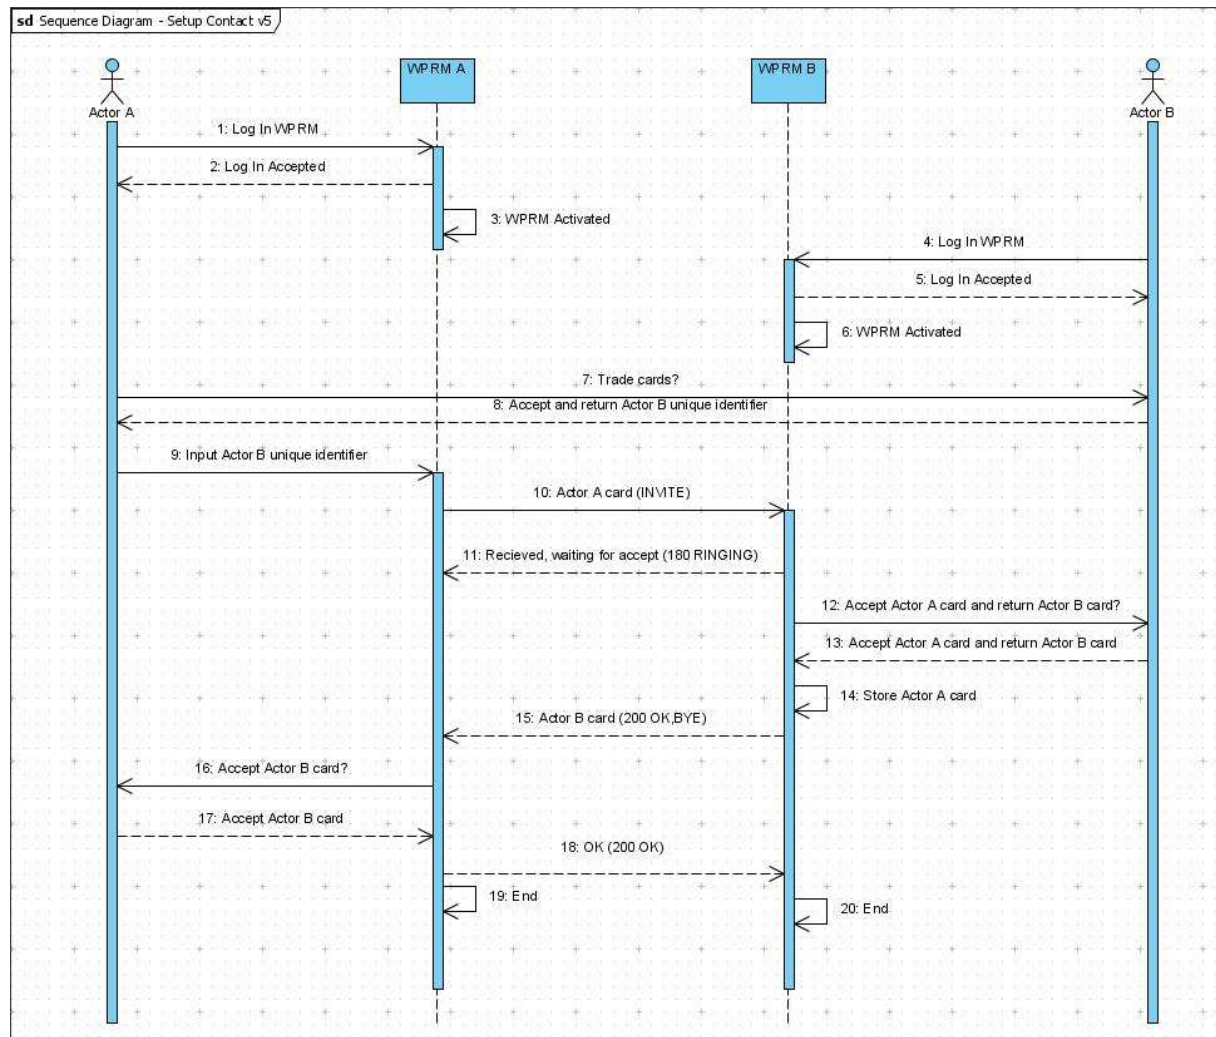 sd Sequence Diagram - Setup Contact v5
Actor A
WPRM A
WPRM B
Actor B
1: Log In WPRM
2: Log In Accepted
3: WPRM Activated
4: Log In WPRM
5: Log In Accepted
6: WPRM Activated
7: Trade cards?
8: Accept and return Actor B unique identifier
9: Input Actor B unique identifier
10: Actor A card (INVITE)
11: Recieved, waiting for accept (180 RINGING)
12: Accept Actor A card and return Actor B card?
13: Accept Actor A card and return Actor B card
14: Store Actor A card
15: Actor B card (200 OK,BYE)
16: Accept Actor B card?
17: Accept Actor B card
18: OK (200 OK)
19: End
20: End